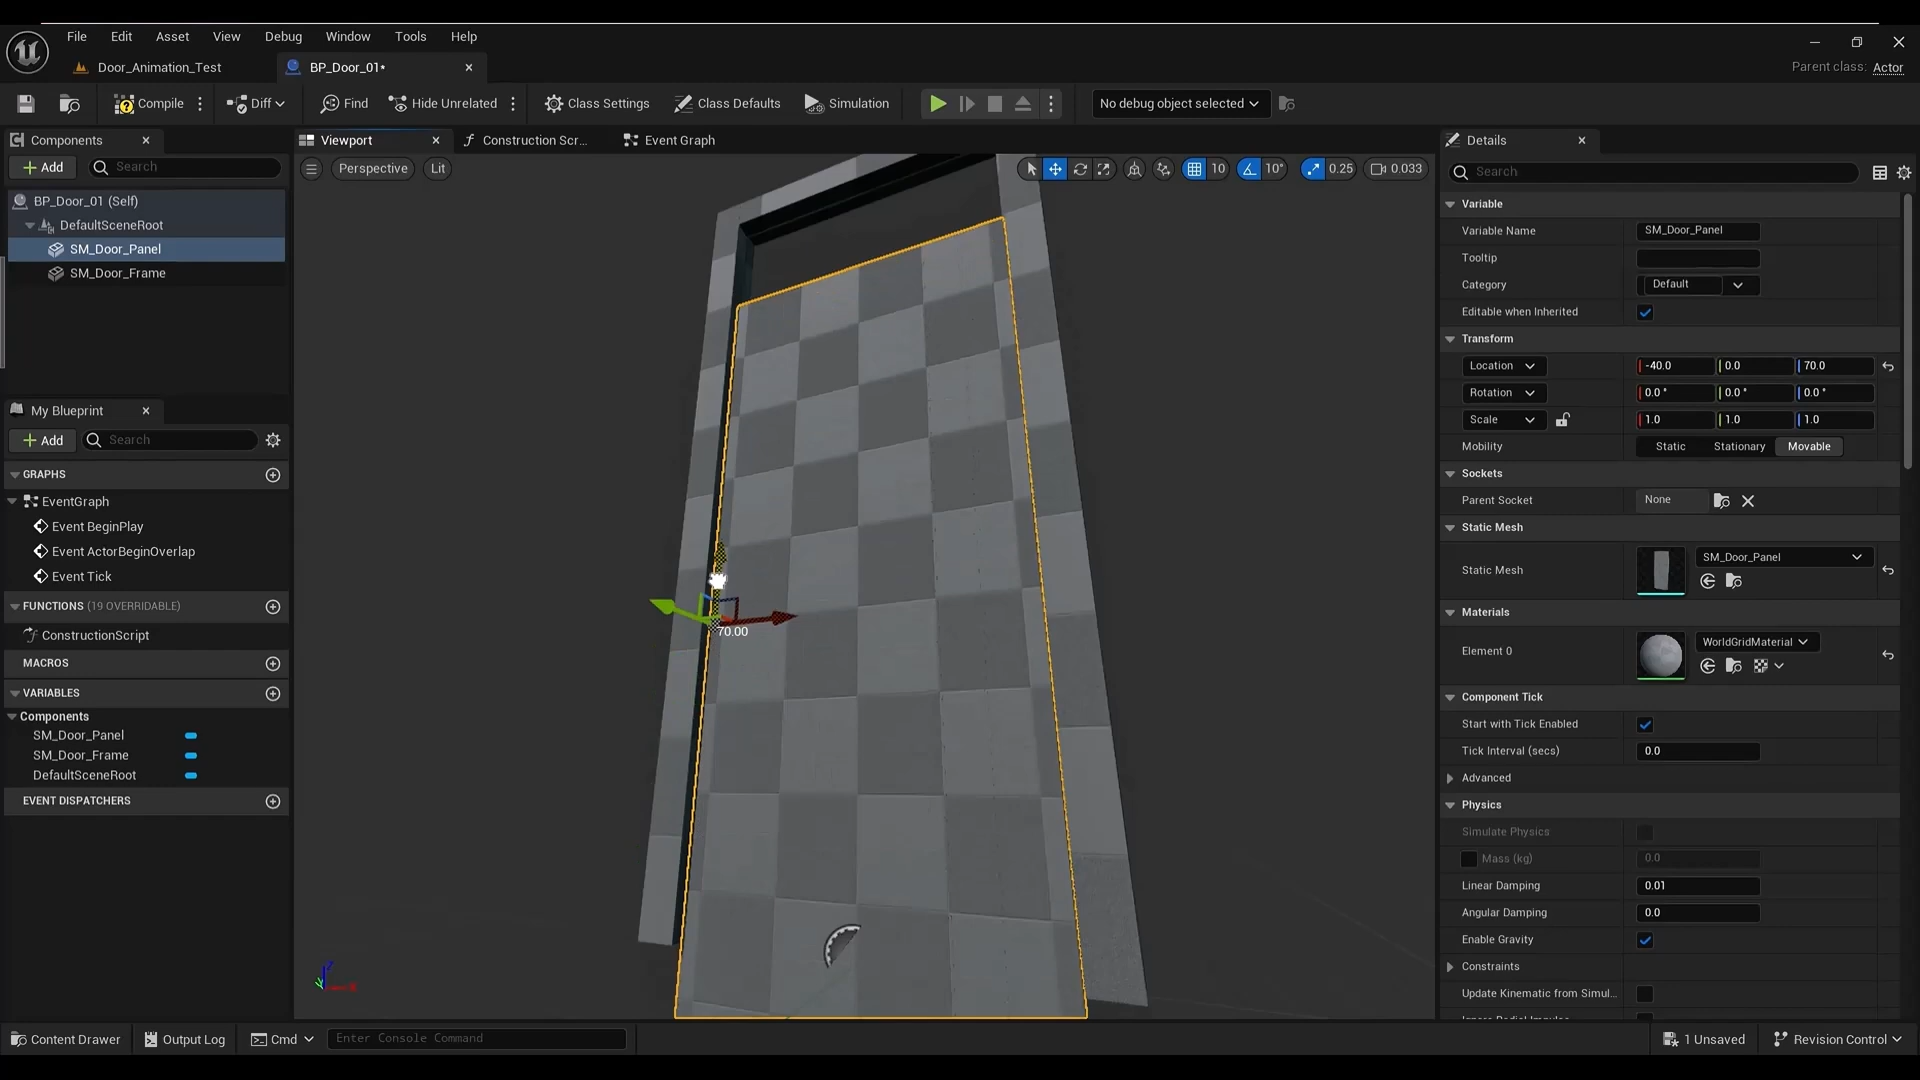 File Edit Asset View Debug Window Tools Help
Door_Animation_Test
BP_Door_01*
Parent class: Actor
Compile
Diff
Find
Hide Unrelated
Class Settings
Class Defaults
Simulation
No debug object selected
Components
Add
Search
BP_Door_01 (Self)
DefaultSceneRoot
SM_Door_Panel
SM_Door_Frame
My Blueprint
Add
Search
GRAPHS
EventGraph
Event BeginPlay
Event ActorBeginOverlap
Event Tick
FUNCTIONS (19 OVERRIDABLE)
ConstructionScript
MACROS
VARIABLES
Components
SM_Door_Panel
SM_Door_Frame
DefaultSceneRoot
EVENT DISPATCHERS
Viewport
Construction Scr...
Event Graph
Perspective
Lit
10
10°
0.25
0.033
70.00
Details
Search
Variable
Variable Name SM_Door_Panel
Tooltip
Category Default
Editable when Inherited
Transform
Location -40.0 0.0 70.0
Rotation 0.0 ° 0.0 ° 0.0 °
Scale 1.0 1.0 1.0
Mobility Static Stationary Movable
Sockets
Parent Socket None
Static Mesh
Static Mesh SM_Door_Panel
Materials
Element 0 WorldGridMaterial
Component Tick
Start with Tick Enabled
Tick Interval (secs) 0.0
Advanced
Physics
Simulate Physics
Mass (kg) 0.0
Linear Damping 0.01
Angular Damping 0.0
Enable Gravity
Constraints
Update Kinematic from Simul...
Content Drawer
Output Log
Cmd
Enter Console Command
1 Unsaved
Revision Control